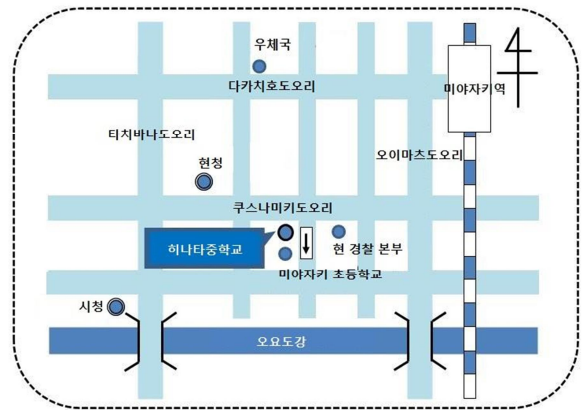 우체국
다카치호도오리
미야자키역
티치바나도오리
오이마츠도오리
현청
쿠스나미키도오리
히나타중학교
현 경찰 본부
미야자키 초등학교
시청
오요도강